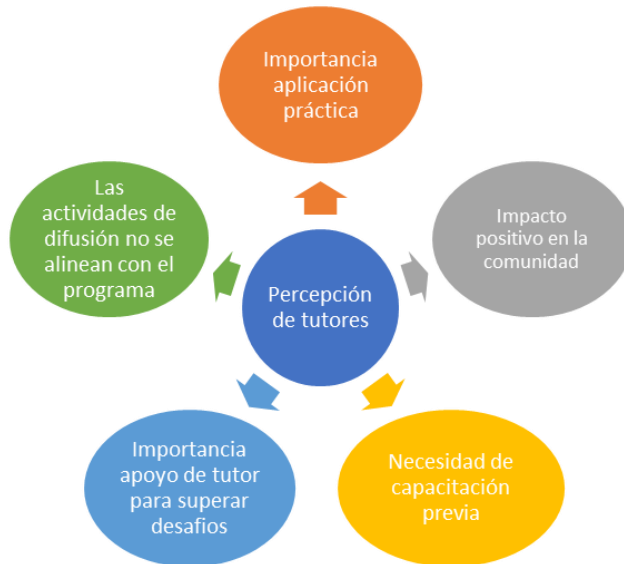 Importancia
aplicación
práctica
Las
actividades de
difusión no se
alinean con el
programa
Impacto
positivo en la
comunidad
Percepción
de tutores
Importancia
apoyo de tutor
para superar
desafios
Necesidad de
capacitación
previa